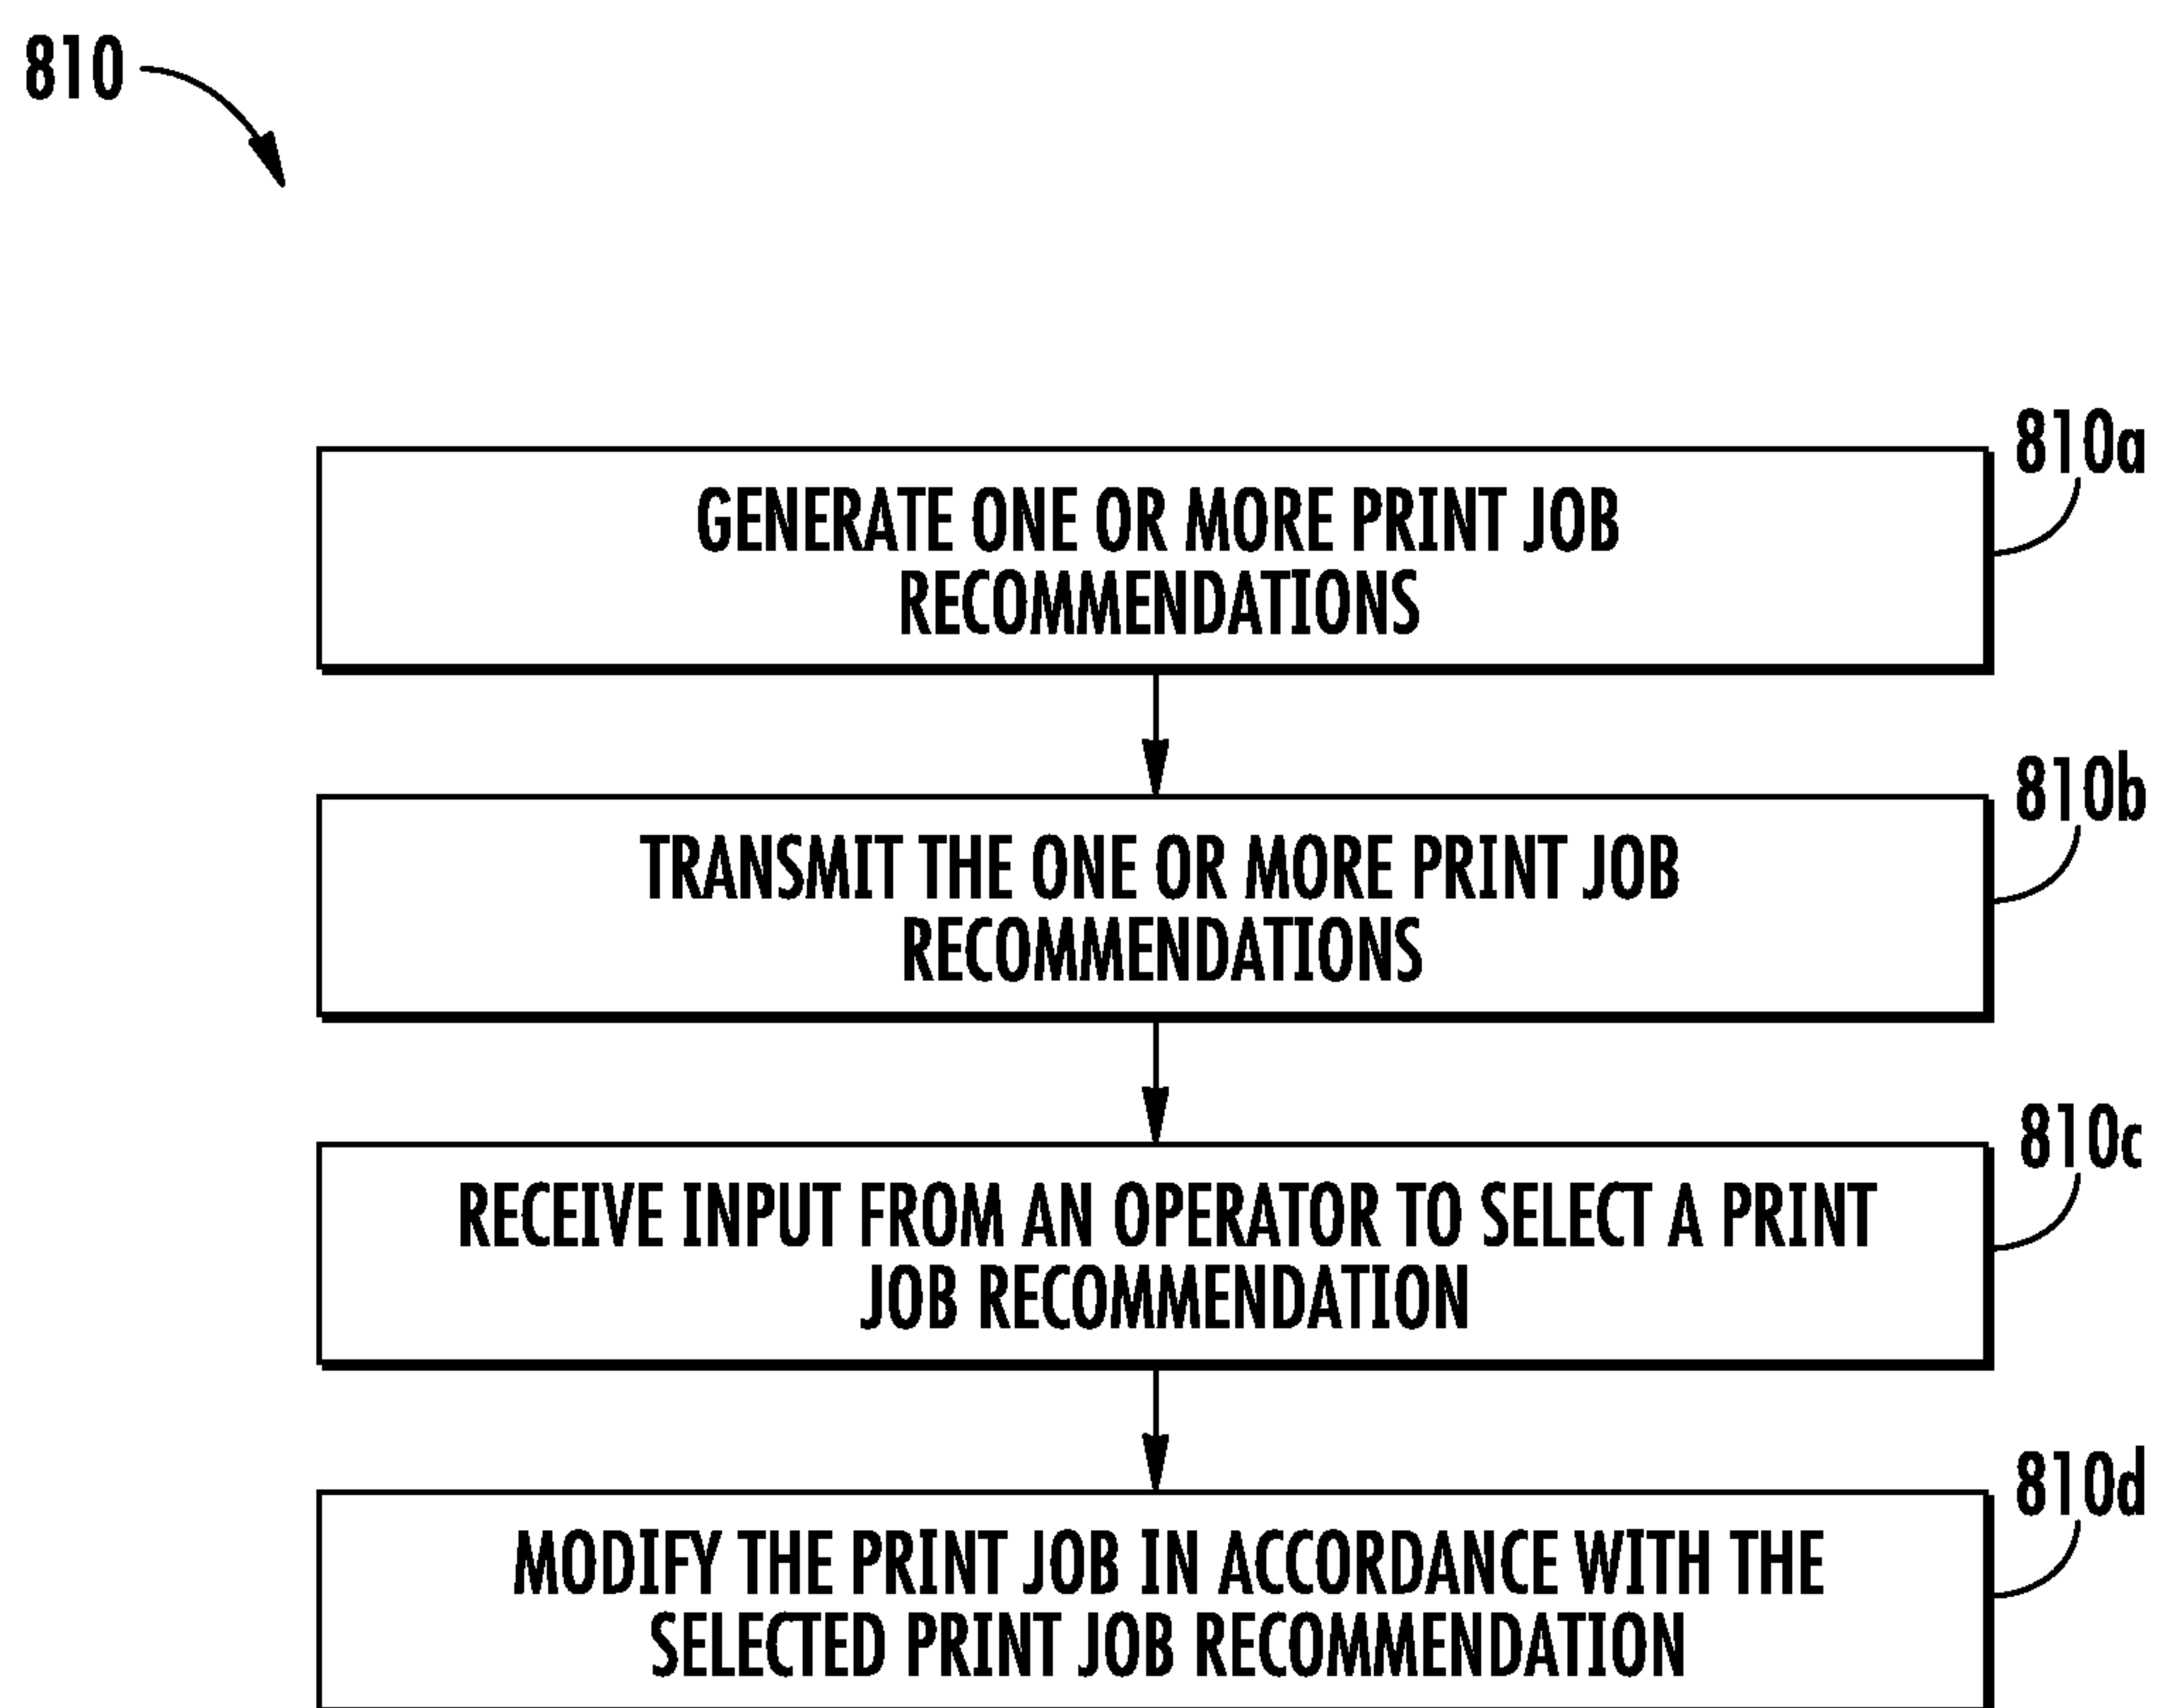 810
810a
GENERATE ONE OR MORE PRINT JOB
RECOMMENDATIONS
810b
TRANSMIT THE ONE OR MORE PRINT JOB
RECOMMENDATIONS
810c
RECEIVE INPUT FROM AN OPERATOR TO SELECT A PRINT
JOB RECOMMENDATION
810d
MODIFY THE PRINT JOB IN ACCORDANCE WITH THE
SELECTED PRINT JOB RECOMMENDATION